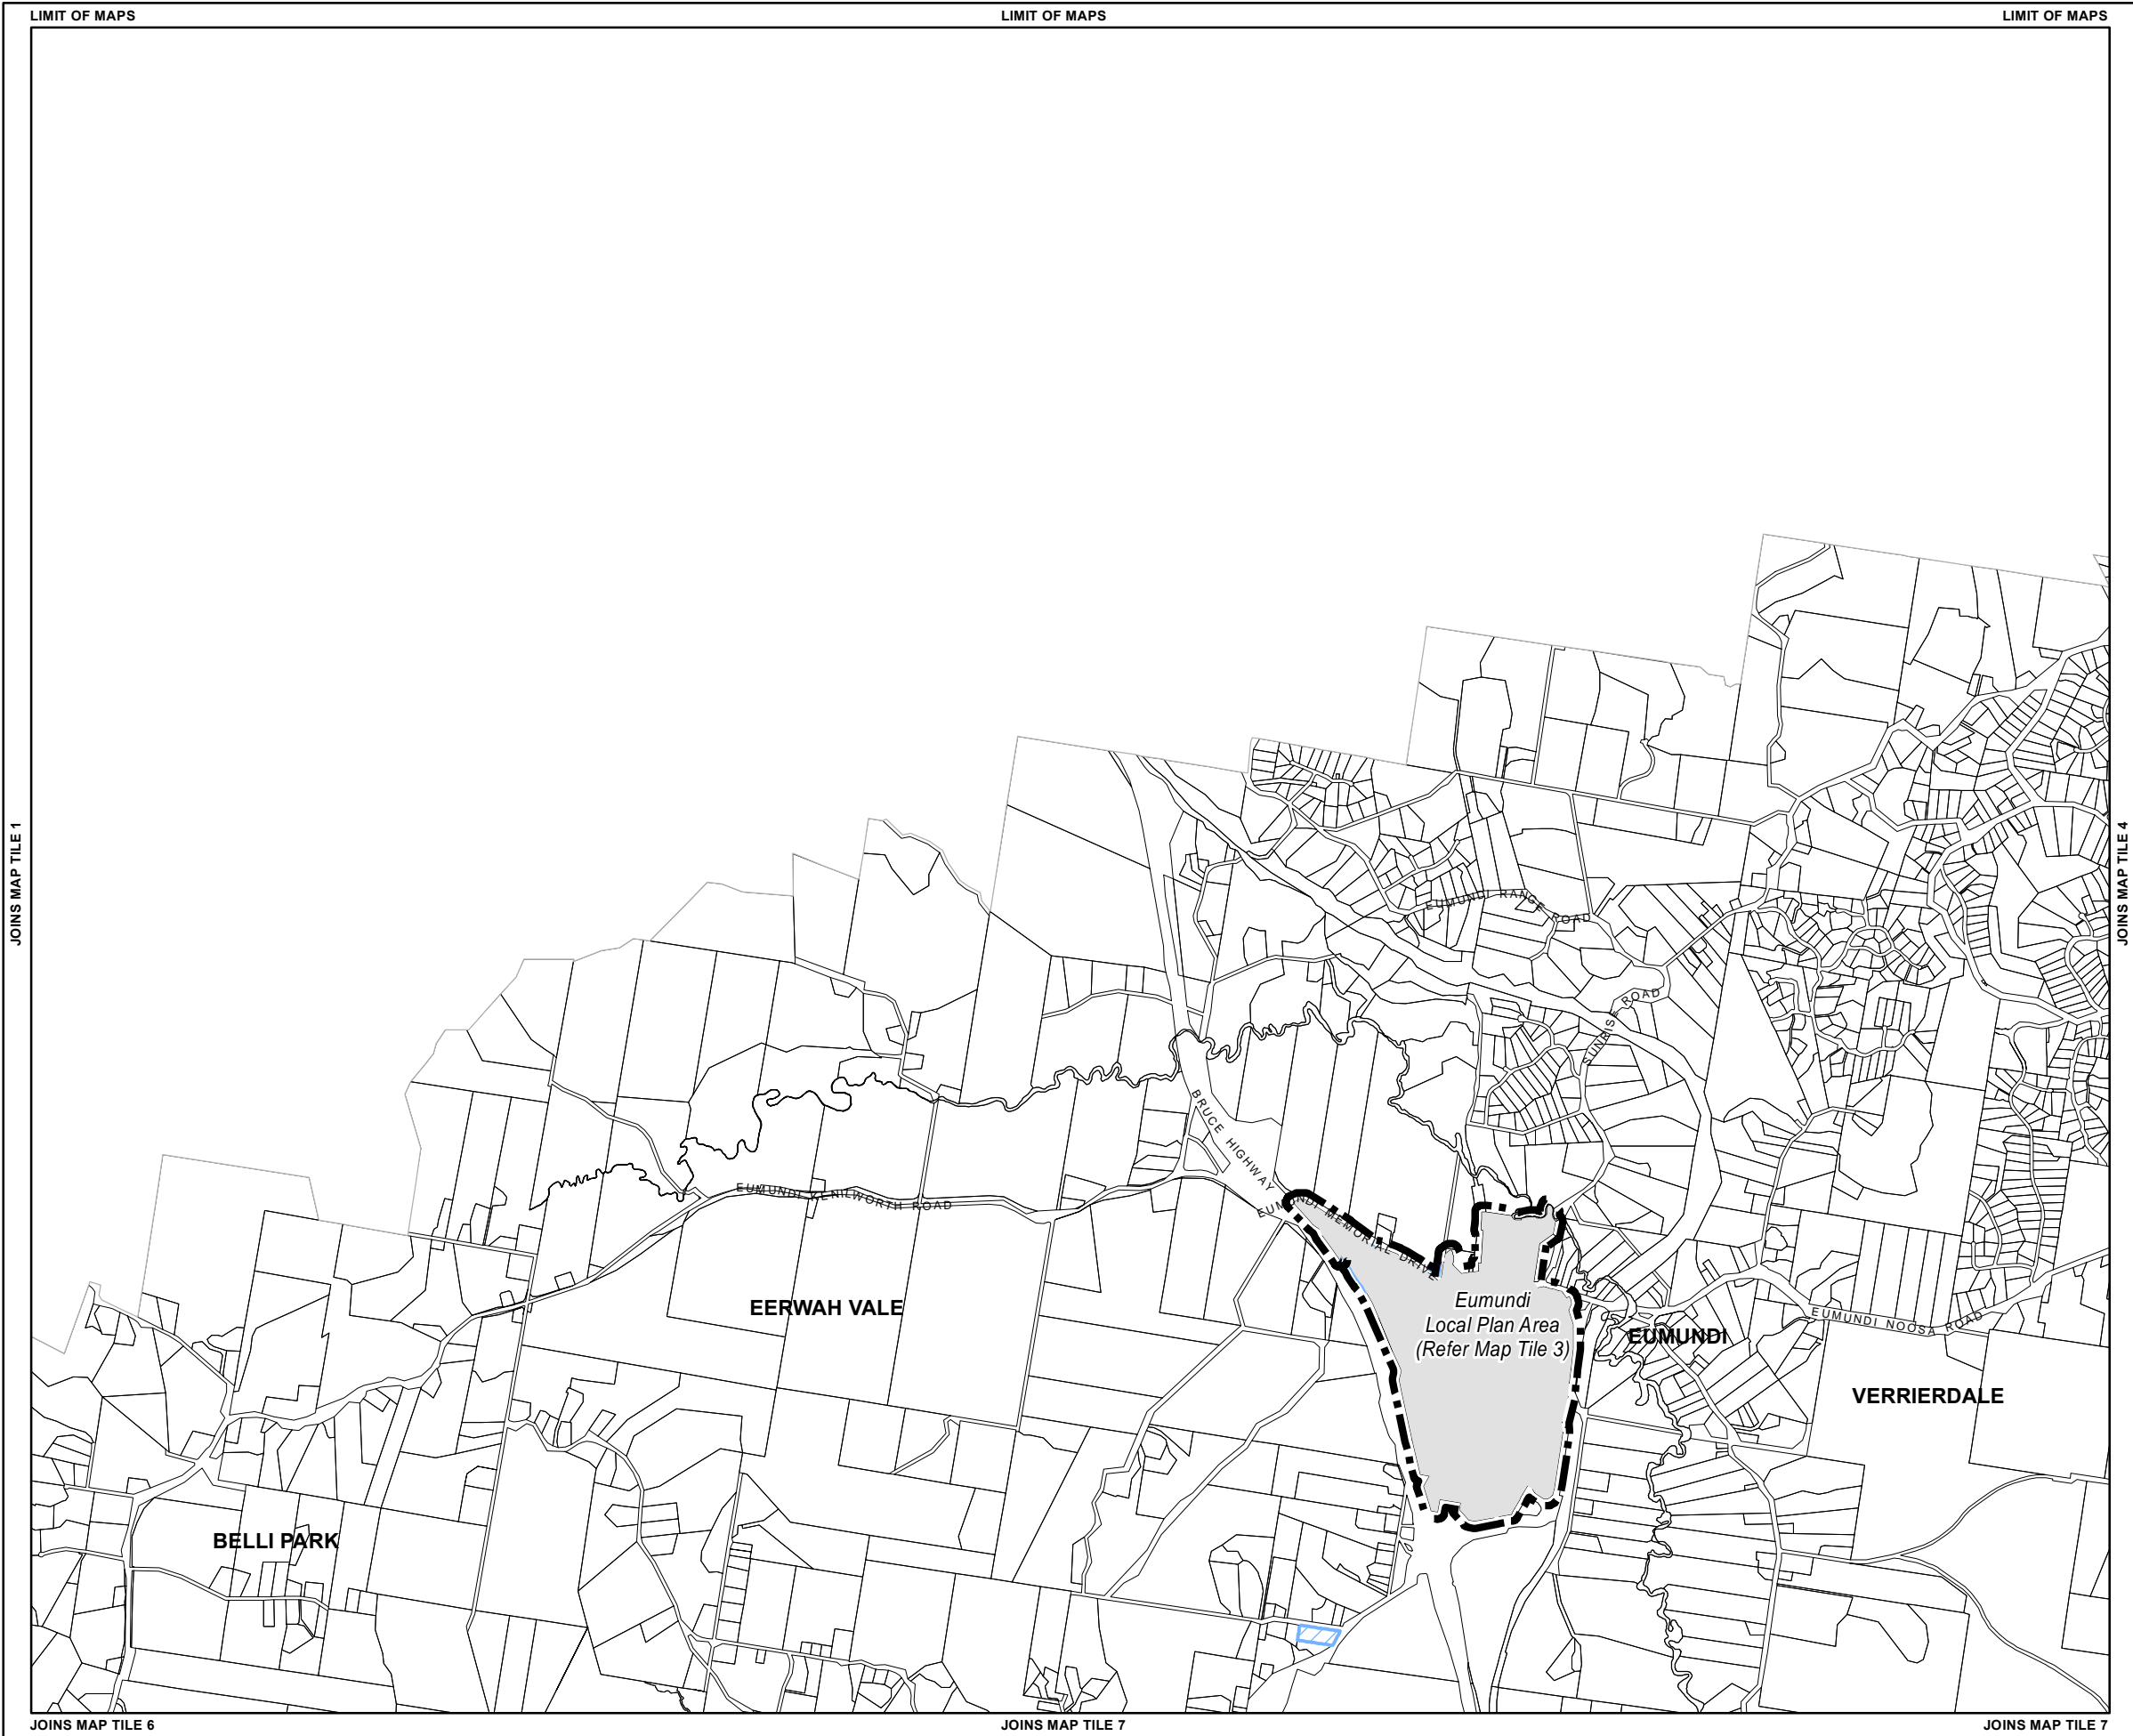 LIMIT OF MAPS
LIMIT OF MAPS
LIMIT OF MAPS
JOINS MAP TILE 1
JOINS MAP TILE 4
EUMUNDI RANGE ROAD
SUNRISE ROAD
BRUCE HIGHWAY
EUMUNDI KENILWORTH ROAD
EUMUNDI MEMORIAL DRIVE
EERWAH VALE
Eumundi
Local Plan Area
(Refer Map Tile 3)
EUMUNDI NOOSA ROAD
EUMUNDI
VERRIERDALE
BELLI PARK
JOINS MAP TILE 6
JOINS MAP TILE 7
JOINS MAP TILE 7